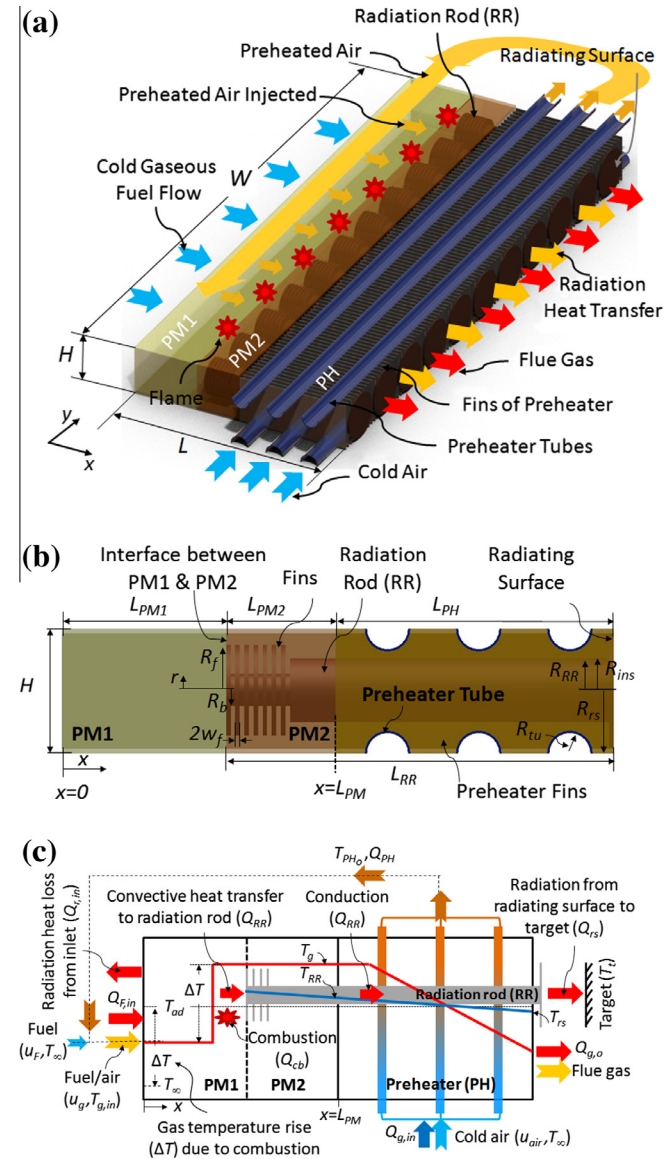 (a)
Radiation Rod (RR)
Preheated Air
Radiating Surface
Preheated Air Injected
Cold Gaseous
Fuel Flow
W
H
PM1
PM2
PH
Flame
L
y
x
Radiation
Heat Transfer
Flue Gas
Fins of Preheater
Preheater Tubes
Cold Air
(b)
Interface between
PM1 & PM2
Fins
Radiation
Rod (RR)
Radiating
Surface
L_PM1
L_PM2
L_PH
H
R_f
r
R_b
2w_f
PM1
PM2
Preheater Tube
R_RR
R_ins
R_rs
R_tu
x
x=0
x=L_PM
L_RR
Preheater Fins
(c)
T_PHo, Q_PH
Radiation heat loss
from inlet (Q_r,in)
Convective heat transfer
to radiation rod (Q_RR)
Conduction
(Q_RR)
Radiation from
radiating surface to
target (Q_rs)
T_g
T_RR
ΔT
Radiation rod (RR)
Target (T_t)
Q_F,in
T_ad
T_rs
Combustion
(Q_cb)
Fuel
(u_F,T_∞)
Fuel/air
(u_g,T_g,in)
ΔT
T_∞
PM1
PM2
Preheater (PH)
Q_g,o
Flue gas
x
x=L_PM
Gas temperature rise
(ΔT) due to combustion
Q_g,in
Cold air (u_air,T_∞)